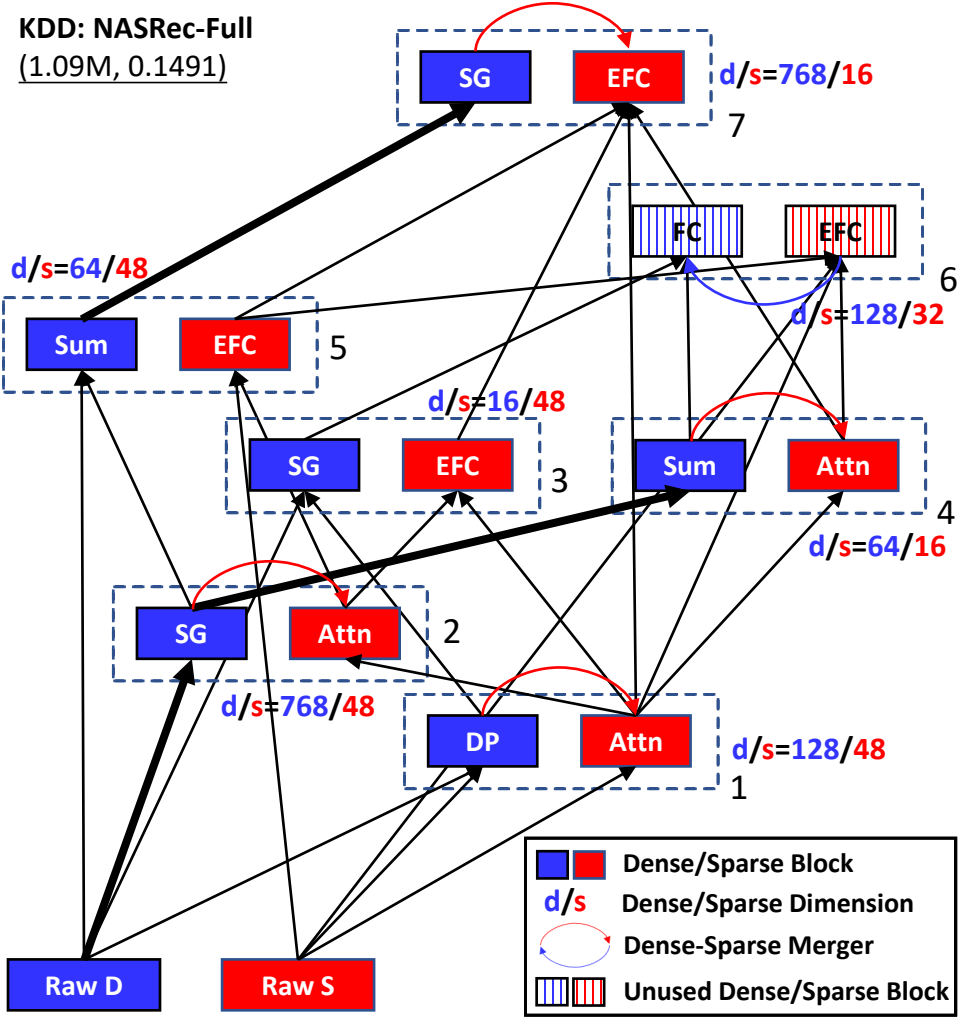 KDD: NASRec-Full
(1.09M, 0.1491)
SG EFC
d/s=768/16
7
FC EFC
6
d/s=64/48
d/s=128/32
Sum EFC
5
d/s=16/48
SG EFC
3
Sum Attn
4
d/s=64/16
SG Attn
2
d/s=768/48
DP Attn
d/s=128/48
1
Dense/Sparse Block
d/s Dense/Sparse Dimension
Dense-Sparse Merger
Unused Dense/Sparse Block
Raw D Raw S